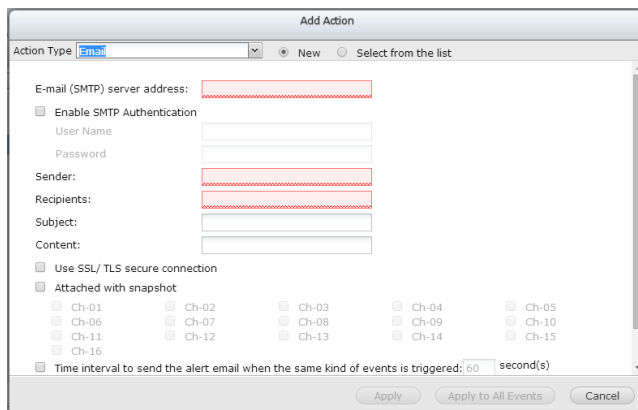 Add Action
Action Type Email New Select from the list
E-mail (SMTP) server address:
Enable SMTP Authentication
User Name
Password
Sender:
Recipients:
Subject:
Content:
Use SSL/ TLS secure connection
Attached with snapshot
Ch-01 Ch-02 Ch-03 Ch-04 Ch-05
Ch-06 Ch-07 Ch-08 Ch-09 Ch-10
Ch-11 Ch-12 Ch-13 Ch-14 Ch-15
Ch-16
Time interval to send the alert email when the same kind of events is triggered: 60 second(s)
Apply Apply to All Events Cancel